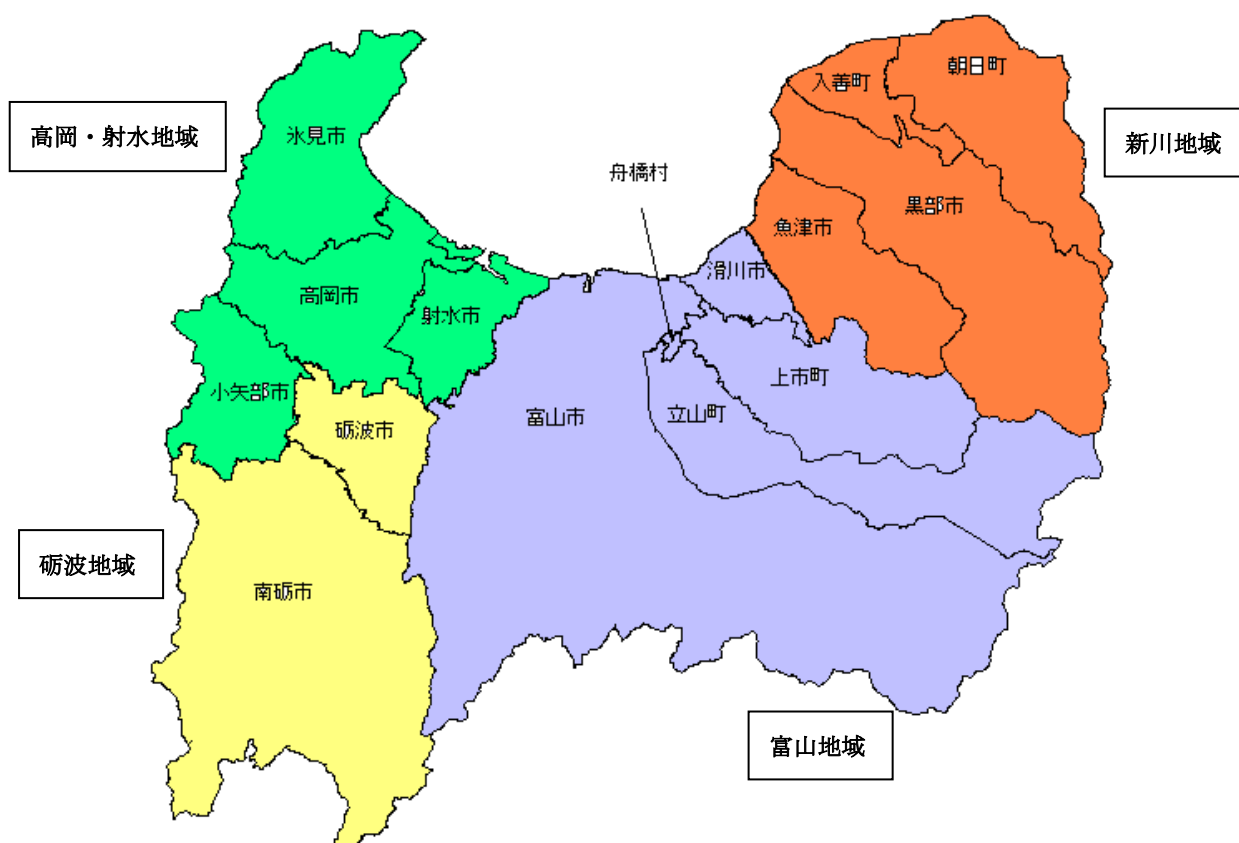 朝日町
入善町
高岡・射水地域
氷見市
新川地域
舟橋村
黒部市
魚津市
滑川市
高岡市
射水市
上市町
小矢部市
立山町
富山市
砺波市
砺波地域
南砺市
富山地域